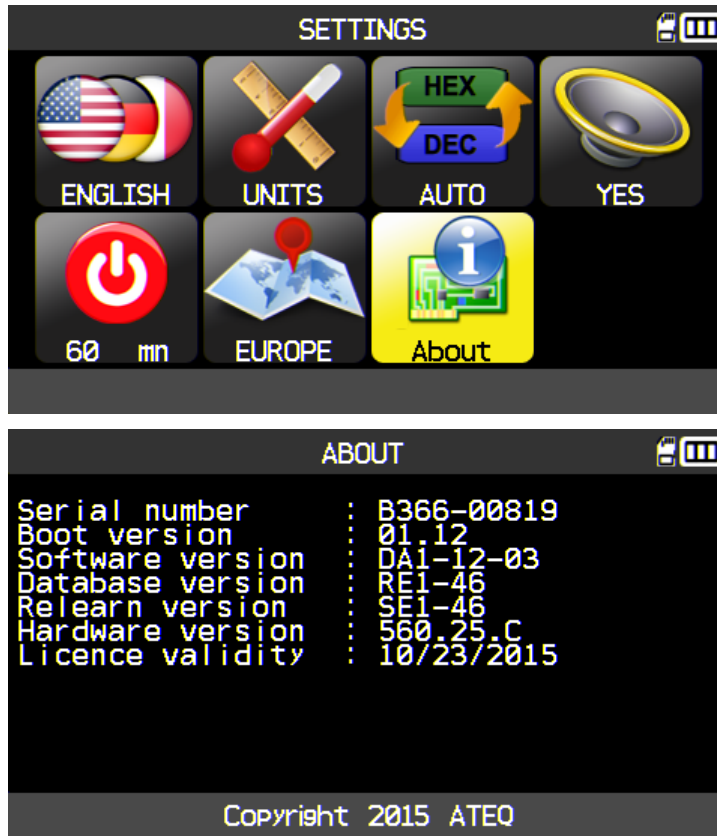 SETTINGS
HEX
DEC
ENGLISH UNITS AUTO YES
60 mn EUROPE About
ABOUT
Serial number : B366-00819
Boot version : 01.12
Software version : DA1-12-03
Database version : RE1-46
Relearn version : SE1-46
Hardware version : 560.25.C
Licence validity : 10/23/2015
Copyright 2015 ATEQ